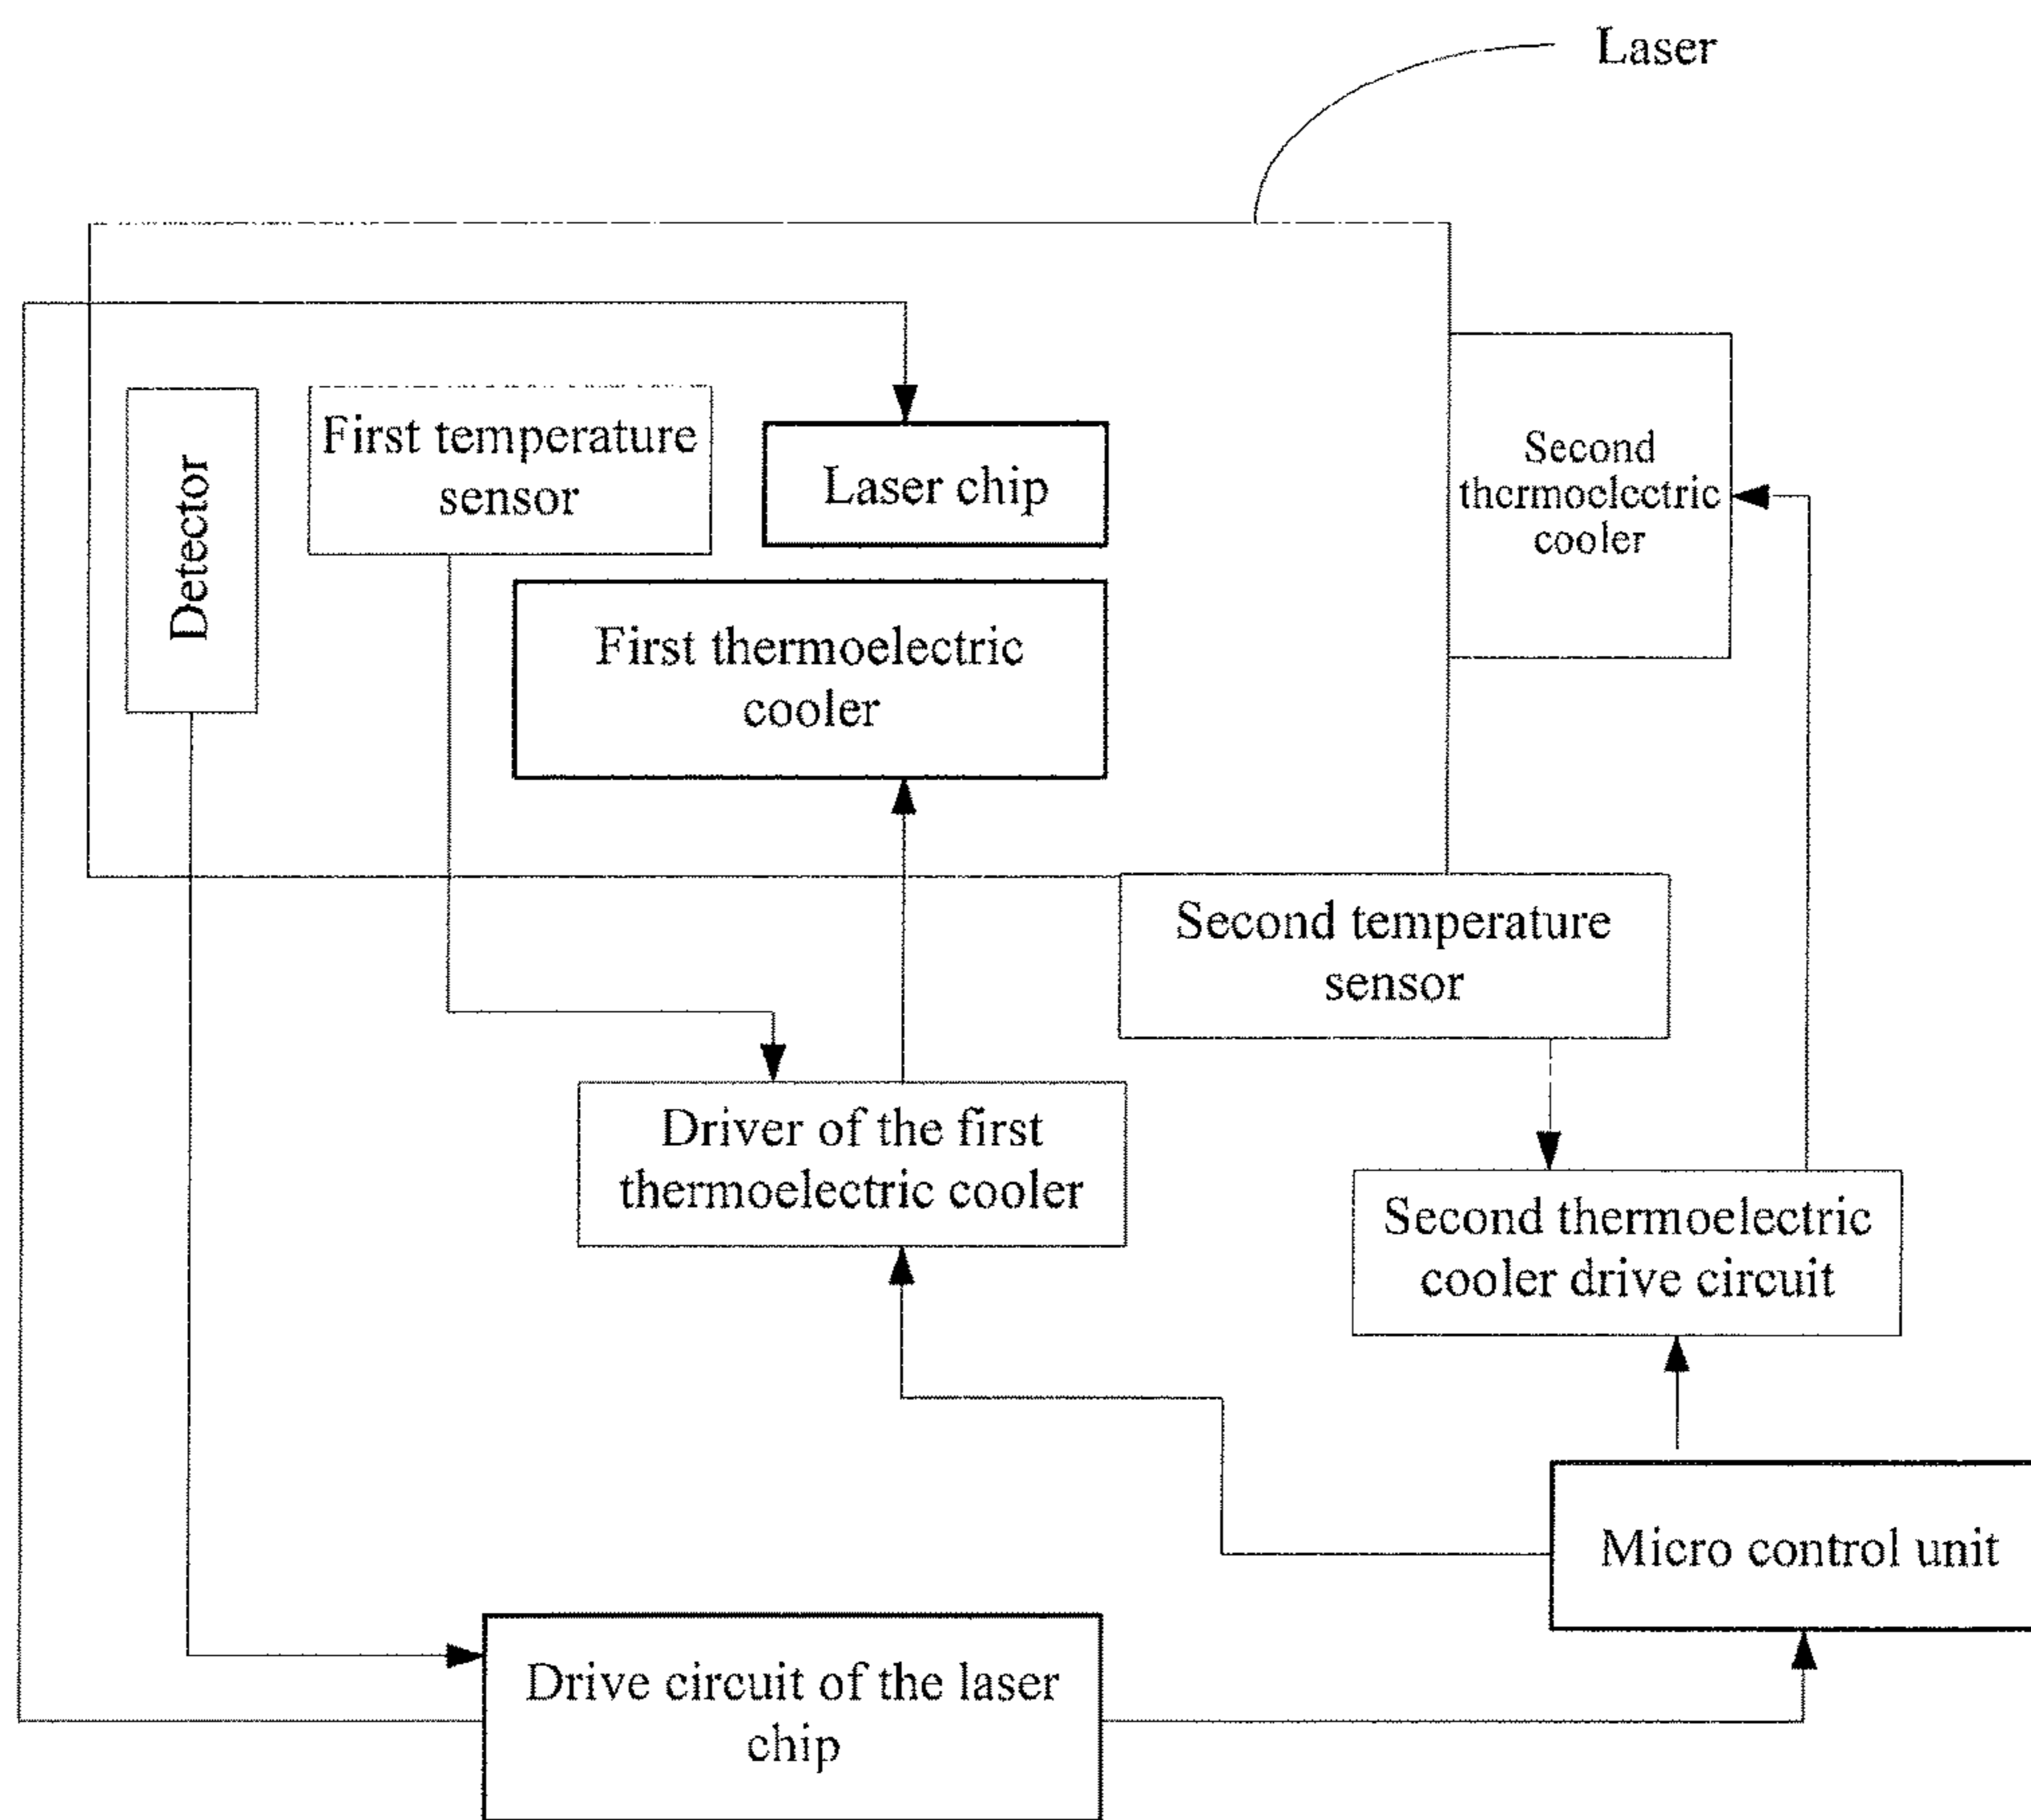 Laser
Detector
First temperature
sensor
Laser chip
Second
thermoelectric
cooler
First thermoelectric
cooler
Second temperature
sensor
Driver of the first
thermoelectric cooler
Second thermoelectric
cooler drive circuit
Micro control unit
Drive circuit of the laser
chip